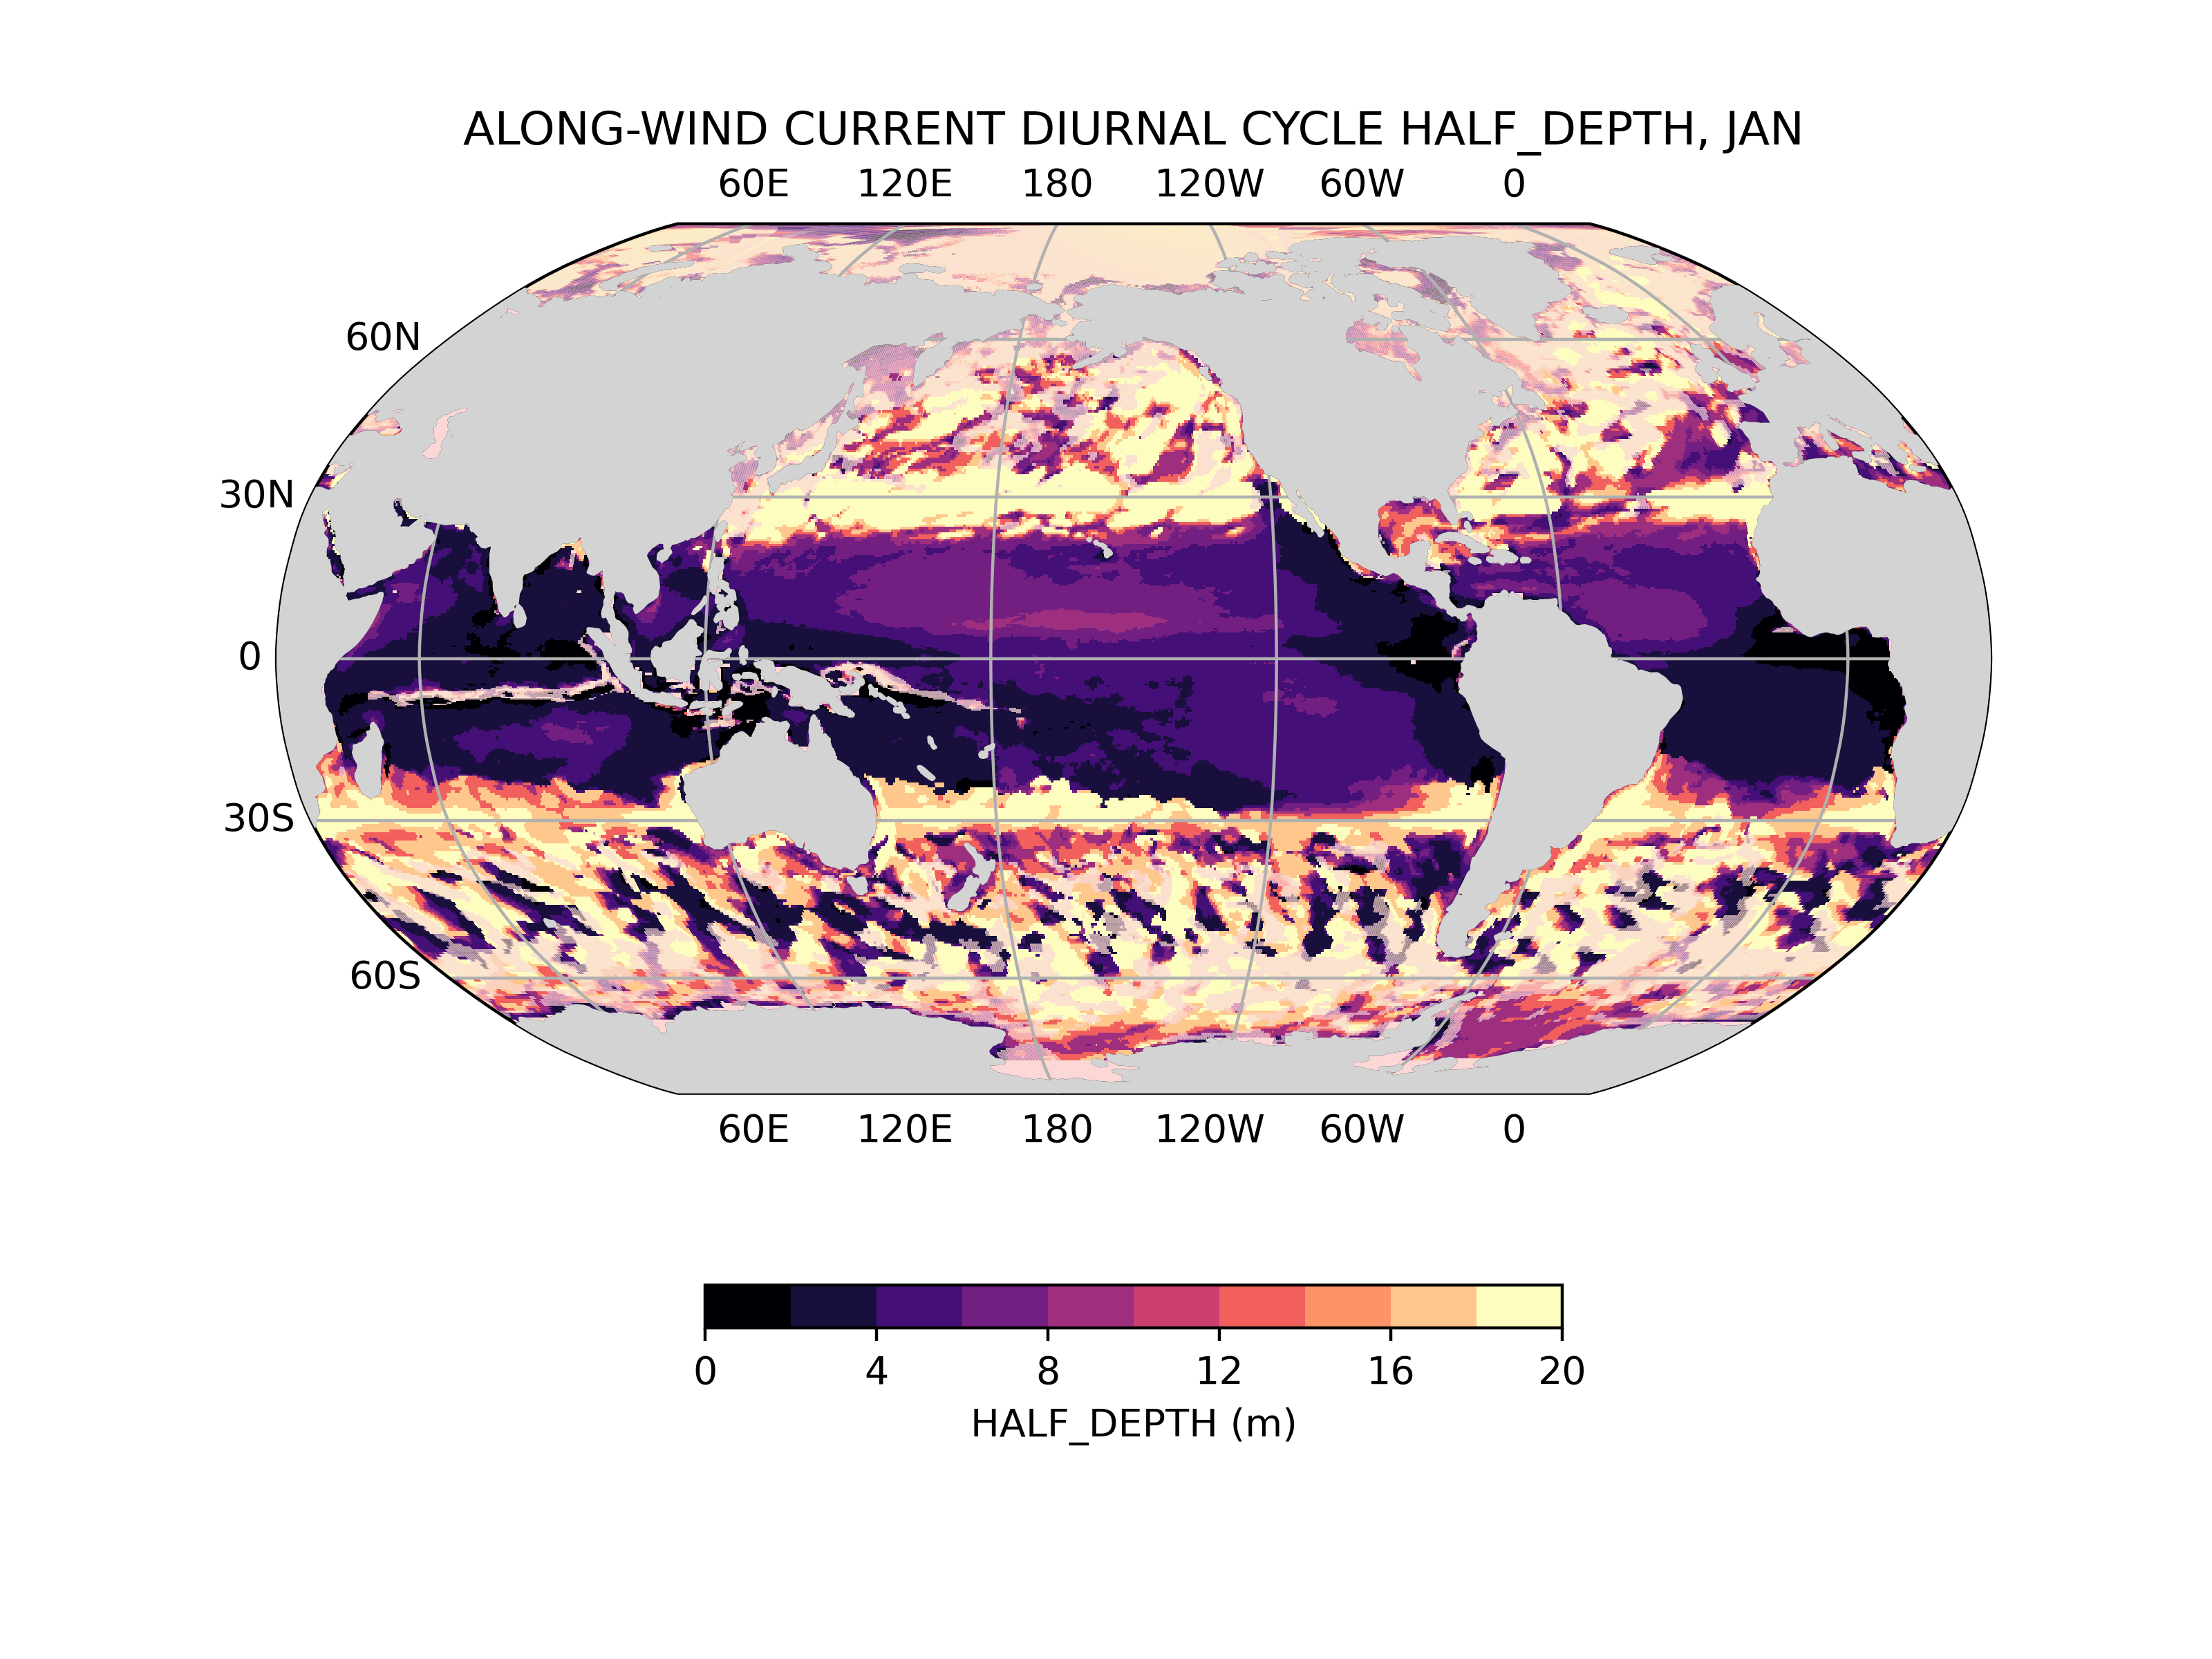 ALONG-WIND CURRENT DIURNAL CYCLE HALF_DEPTH, JAN
60E 120E 180 120W 60W 0
60N
30N
0
30S
60S
60E 120E 180 120W 60W 0
0 4 8 12 16 20
HALF_DEPTH (m)